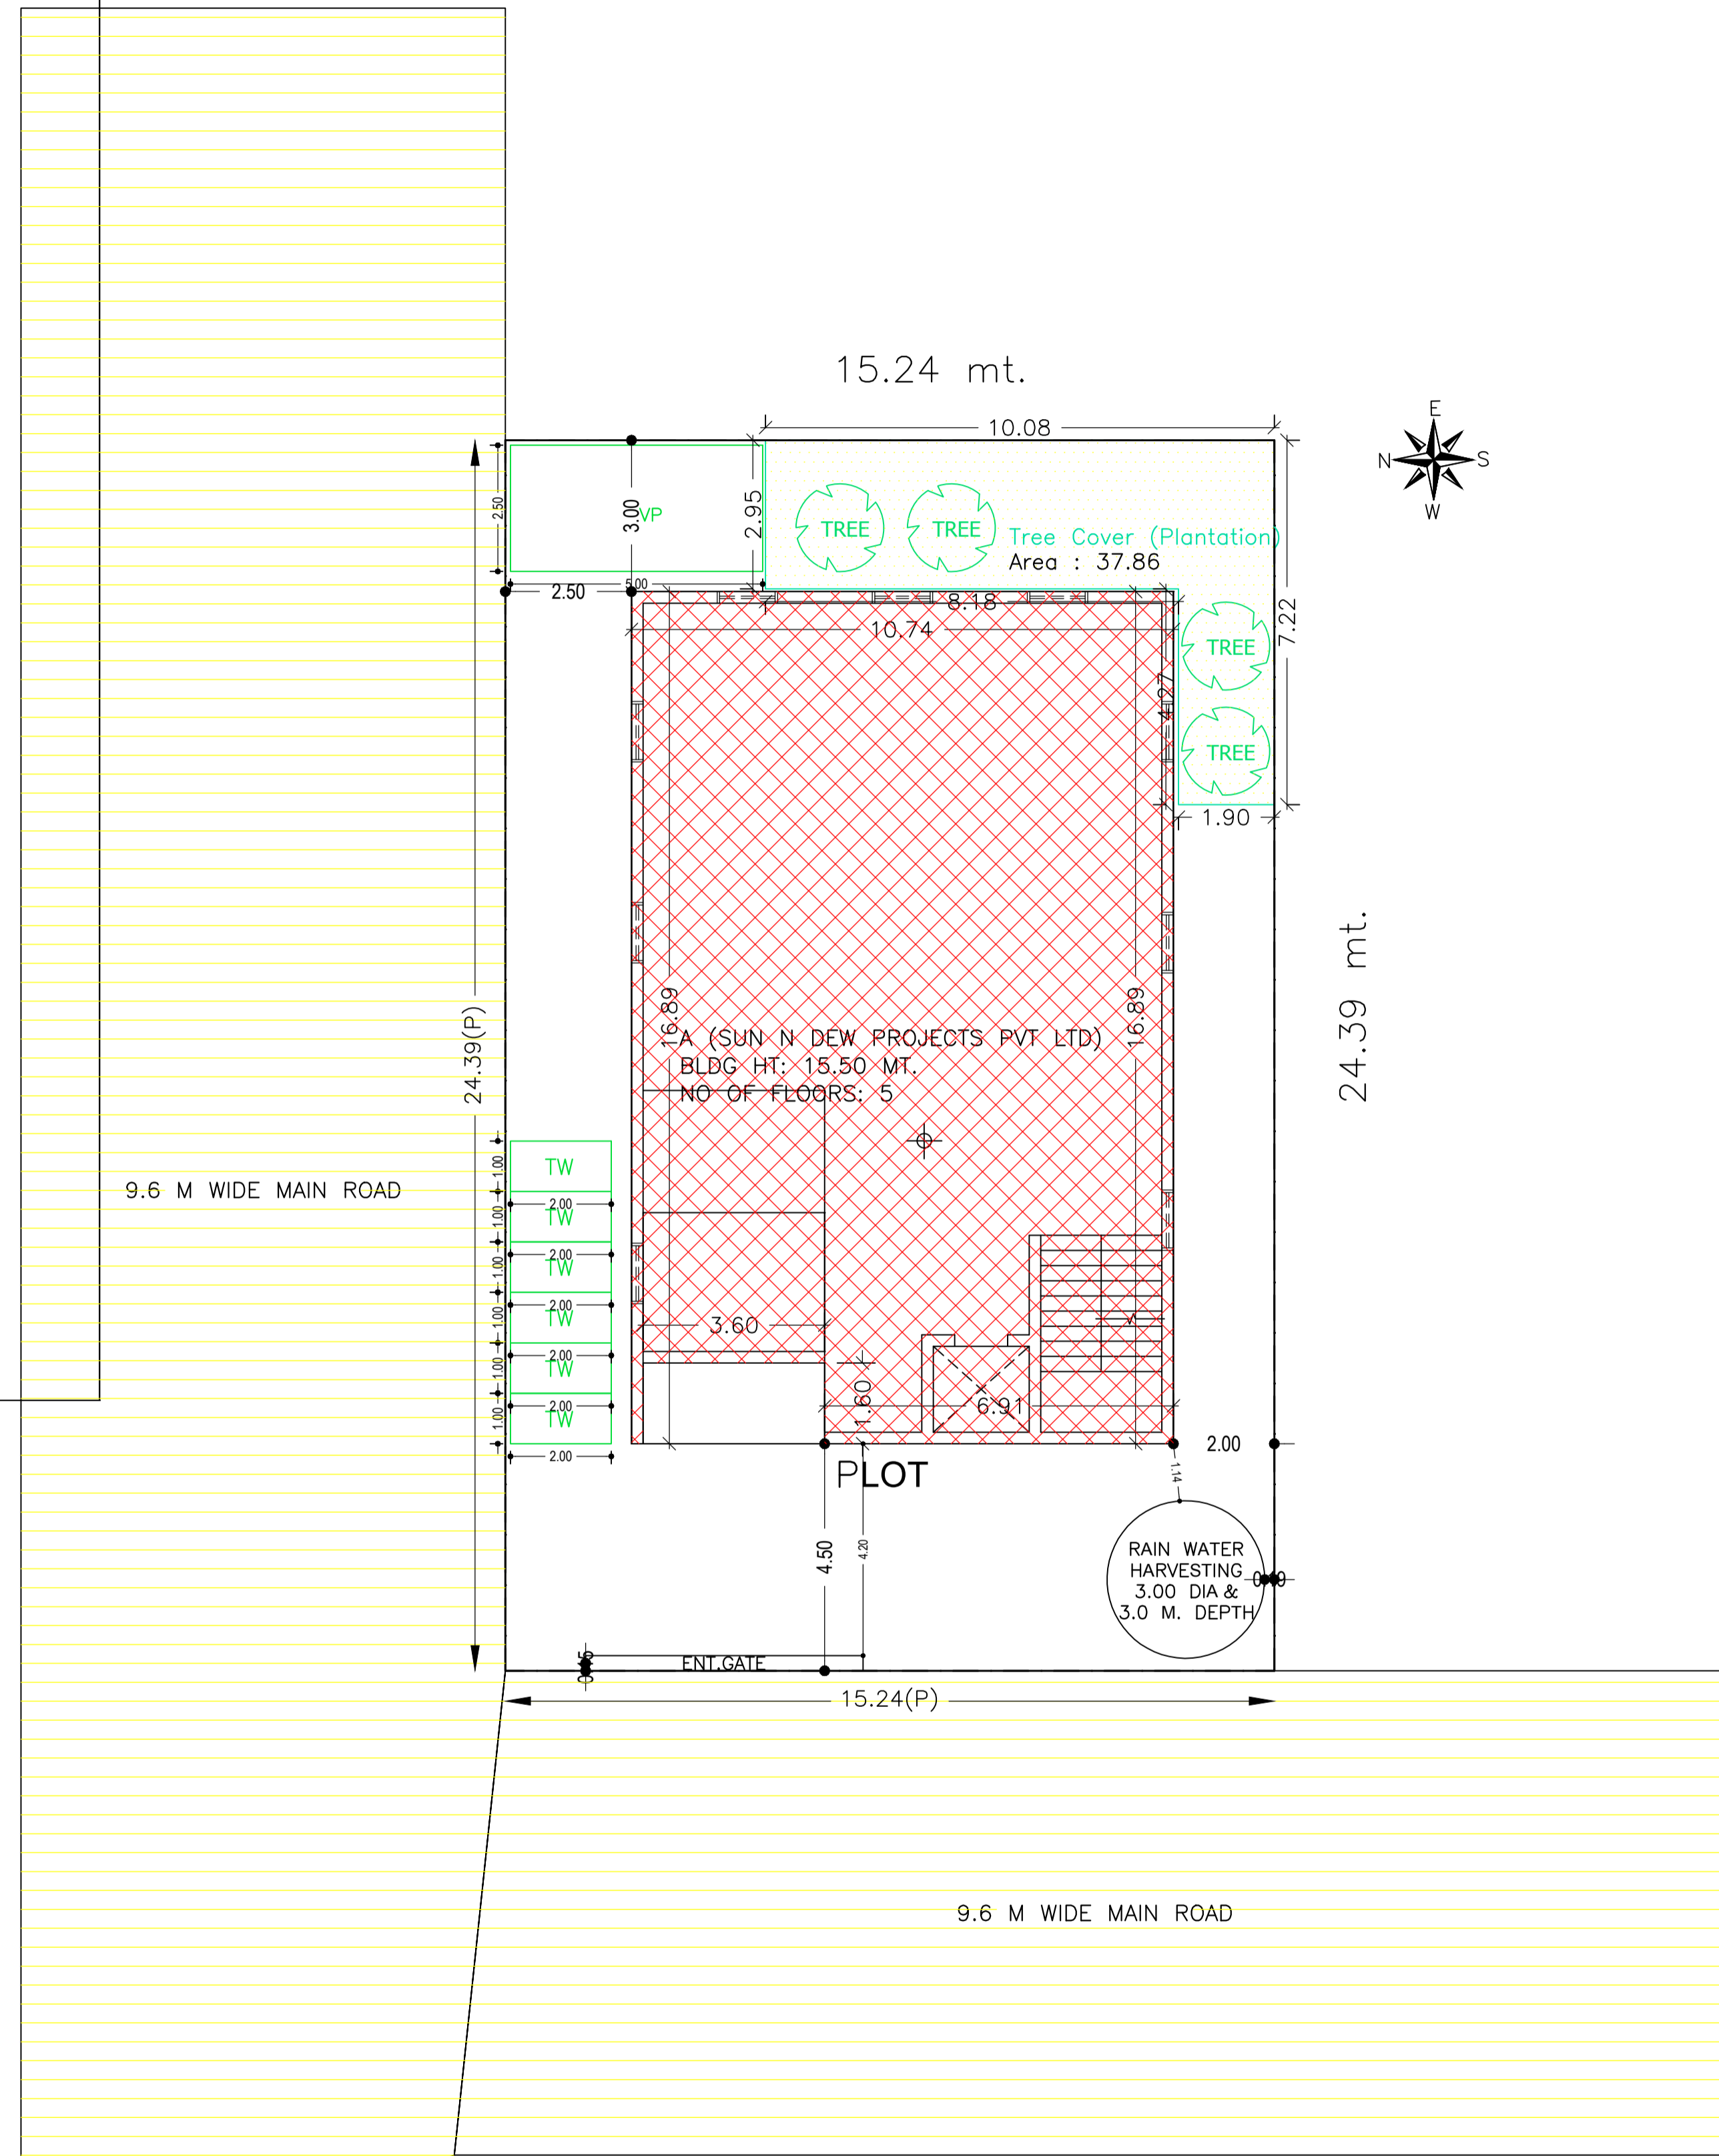 15.24 mt.
E
N
S
W
10.08
2.50
3.00
VP
2.95
TREE
TREE
Tree Cover (Plantation)
Area : 37.86
5.00
2.50
8.18
10.74
7.22
TREE
4.27
TREE
1.90
24.39 mt.
24.39(P)
16.89
16.89
A (SUN N DEW PROJECTS PVT LTD)
BLDG HT: 15.50 MT.
NO OF FLOORS: 5
9.6 M WIDE MAIN ROAD
1.00
TW
2.00
1.00
TW
2.00
1.00
TW
2.00
1.00
TW
2.00
1.00
TW
2.00
1.00
TW
2.00
3.60
1.60
6.91
2.00
PLOT
1.14
4.50
4.20
RAIN WATER
HARVESTING
3.00 DIA &
3.0 M. DEPTH
ENT.GATE
15.24(P)
9.6 M WIDE MAIN ROAD